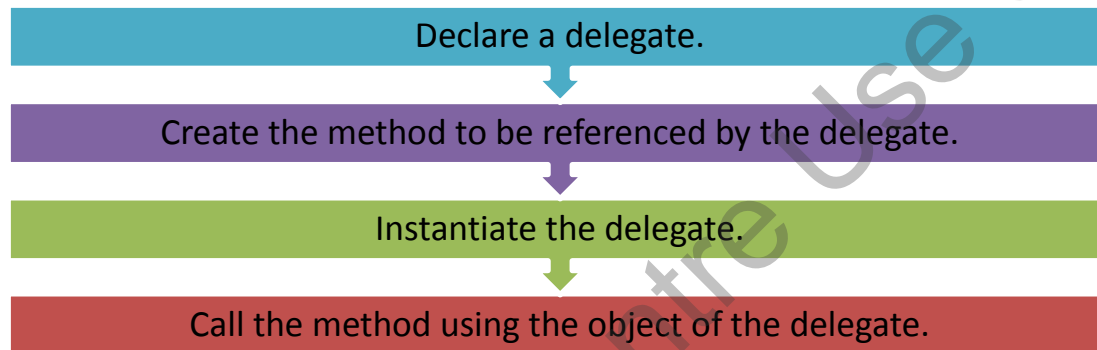 Declare a delegate.
Create the method to be referenced by the delegate.
Instantiate the delegate.
Call the method using the object of the delegate.
Use